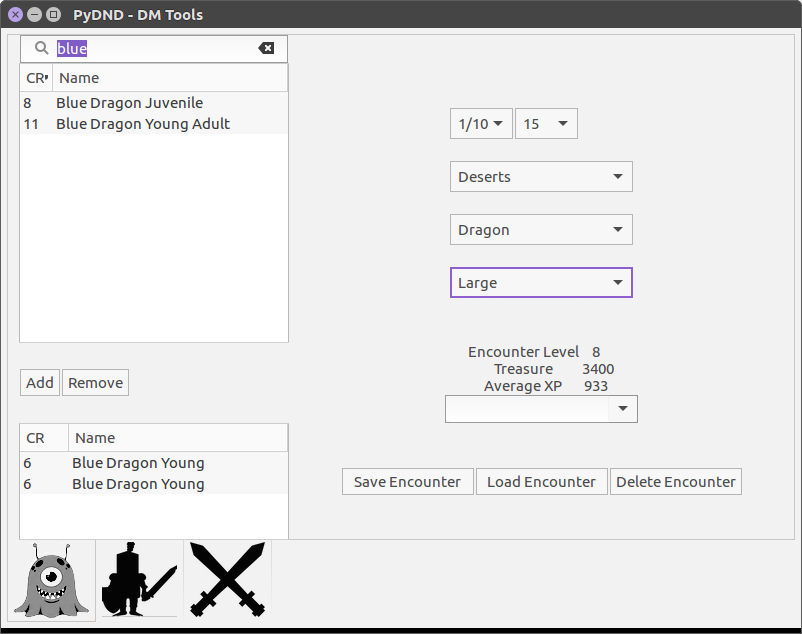 PyDND - DM Tools
blue
CR Name
8 Blue Dragon Juvenile
11 Blue Dragon Young Adult
1/10 15
Deserts
Dragon
Large
Encounter Level 8
Treasure 3400
Average XP 933
Add Remove
CR Name
6 Blue Dragon Young
6 Blue Dragon Young
Save Encounter Load Encounter Delete Encounter